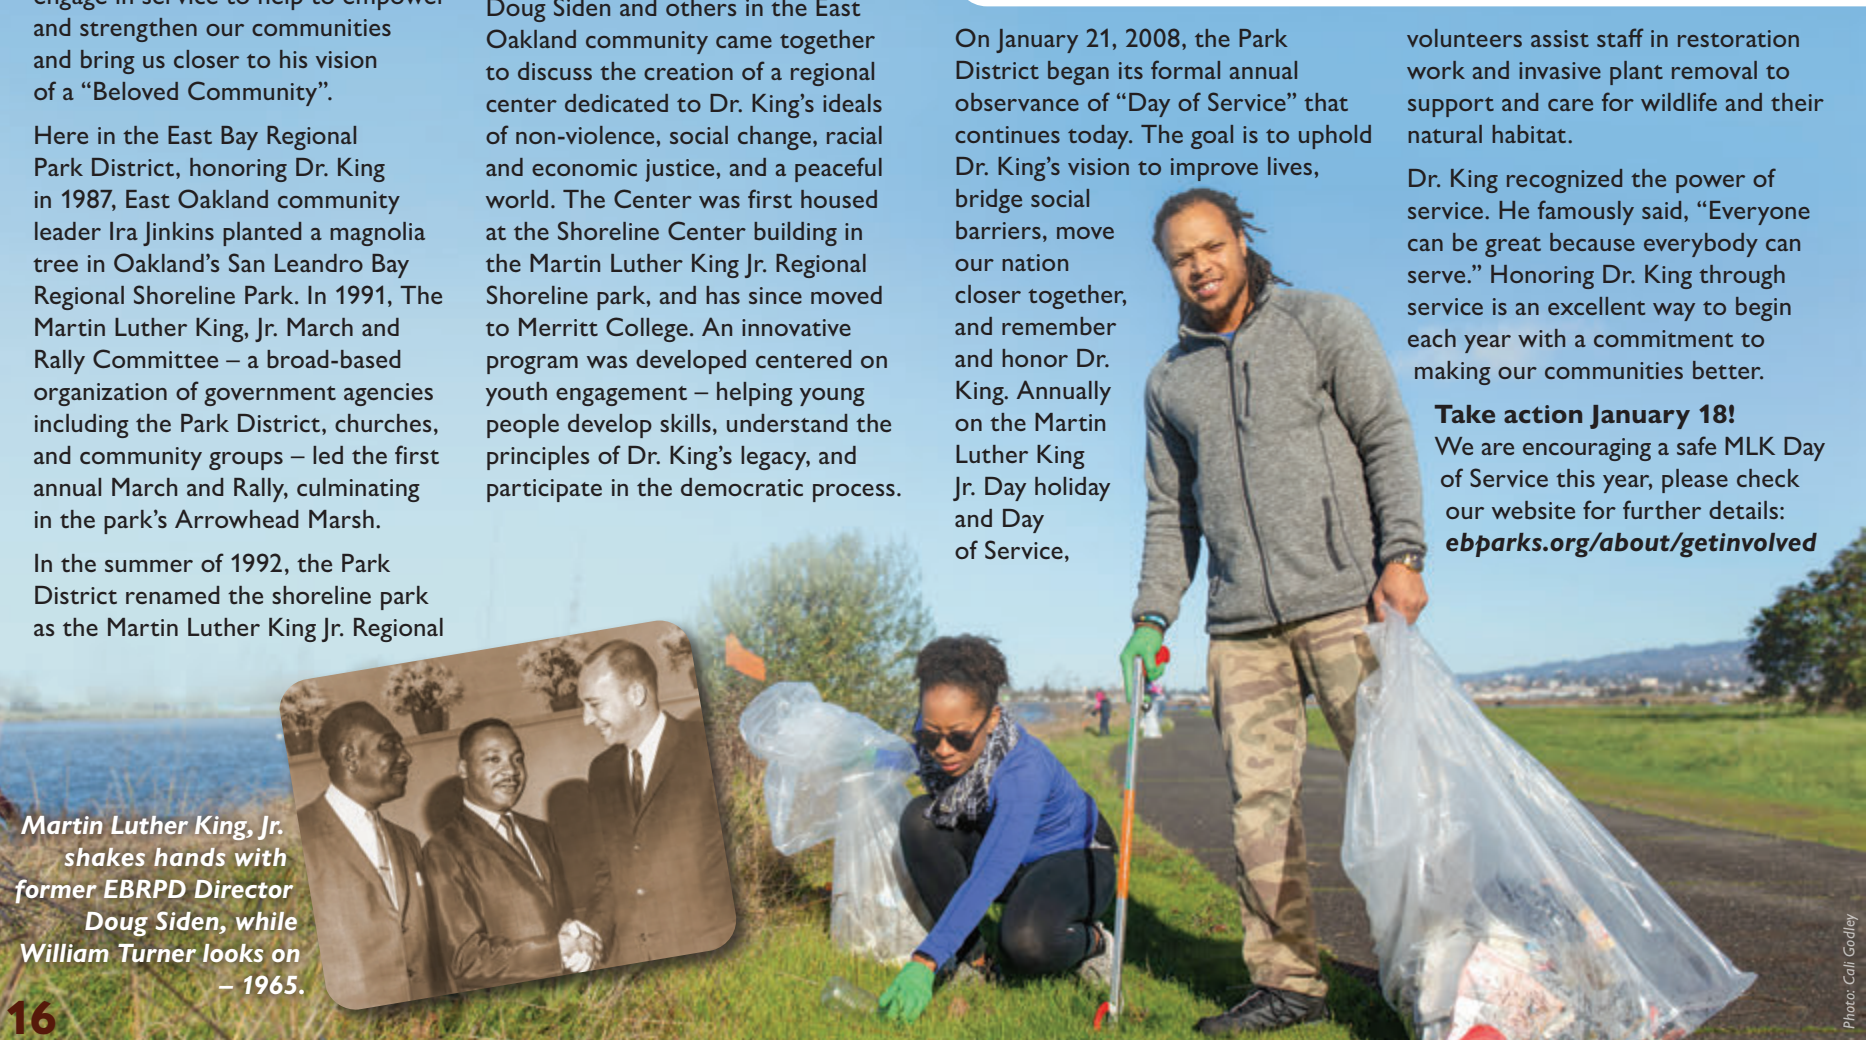 engage in service to help to empower
and strengthen our communities
and bring us closer to his vision
of a “Beloved Community”.
Here in the East Bay Regional
Park District, honoring Dr. King
in 1987, East Oakland community
leader Ira Jinkins planted a magnolia
tree in Oakland’s San Leandro Bay
Regional Shoreline Park. In 1991, The
Martin Luther King, Jr. March and
Rally Committee – a broad-based
organization of government agencies
including the Park District, churches,
and community groups – led the first
annual March and Rally, culminating
in the park’s Arrowhead Marsh.
In the summer of 1992, the Park
District renamed the shoreline park
as the Martin Luther King Jr. Regional
Doug Siden and others in the East
Oakland community came together
to discuss the creation of a regional
center dedicated to Dr. King’s ideals
of non-violence, social change, racial
and economic justice, and a peaceful
world. The Center was first housed
at the Shoreline Center building in
the Martin Luther King Jr. Regional
Shoreline park, and has since moved
to Merritt College. An innovative
program was developed centered on
youth engagement – helping young
people develop skills, understand the
principles of Dr. King’s legacy, and
participate in the democratic process.
On January 21, 2008, the Park
District began its formal annual
observance of “Day of Service” that
continues today. The goal is to uphold
Dr. King’s vision to improve lives,
bridge social
barriers, move
our nation
closer together,
and remember
and honor Dr.
King. Annually
on the Martin
Luther King
Jr. Day holiday
and Day
of Service,
volunteers assist staff in restoration
work and invasive plant removal to
support and care for wildlife and their
natural habitat.
Dr. King recognized the power of
service. He famously said, “Everyone
can be great because everybody can
serve.” Honoring Dr. King through
service is an excellent way to begin
each year with a commitment to
making our communities better.
Take action January 18!
We are encouraging a safe MLK Day
of Service this year, please check
our website for further details:
ebparks.org/about/getinvolved
Martin Luther King, Jr.
shakes hands with
former EBRPD Director
Doug Siden, while
William Turner looks on
– 1965.
16
Photo: Cali Godley